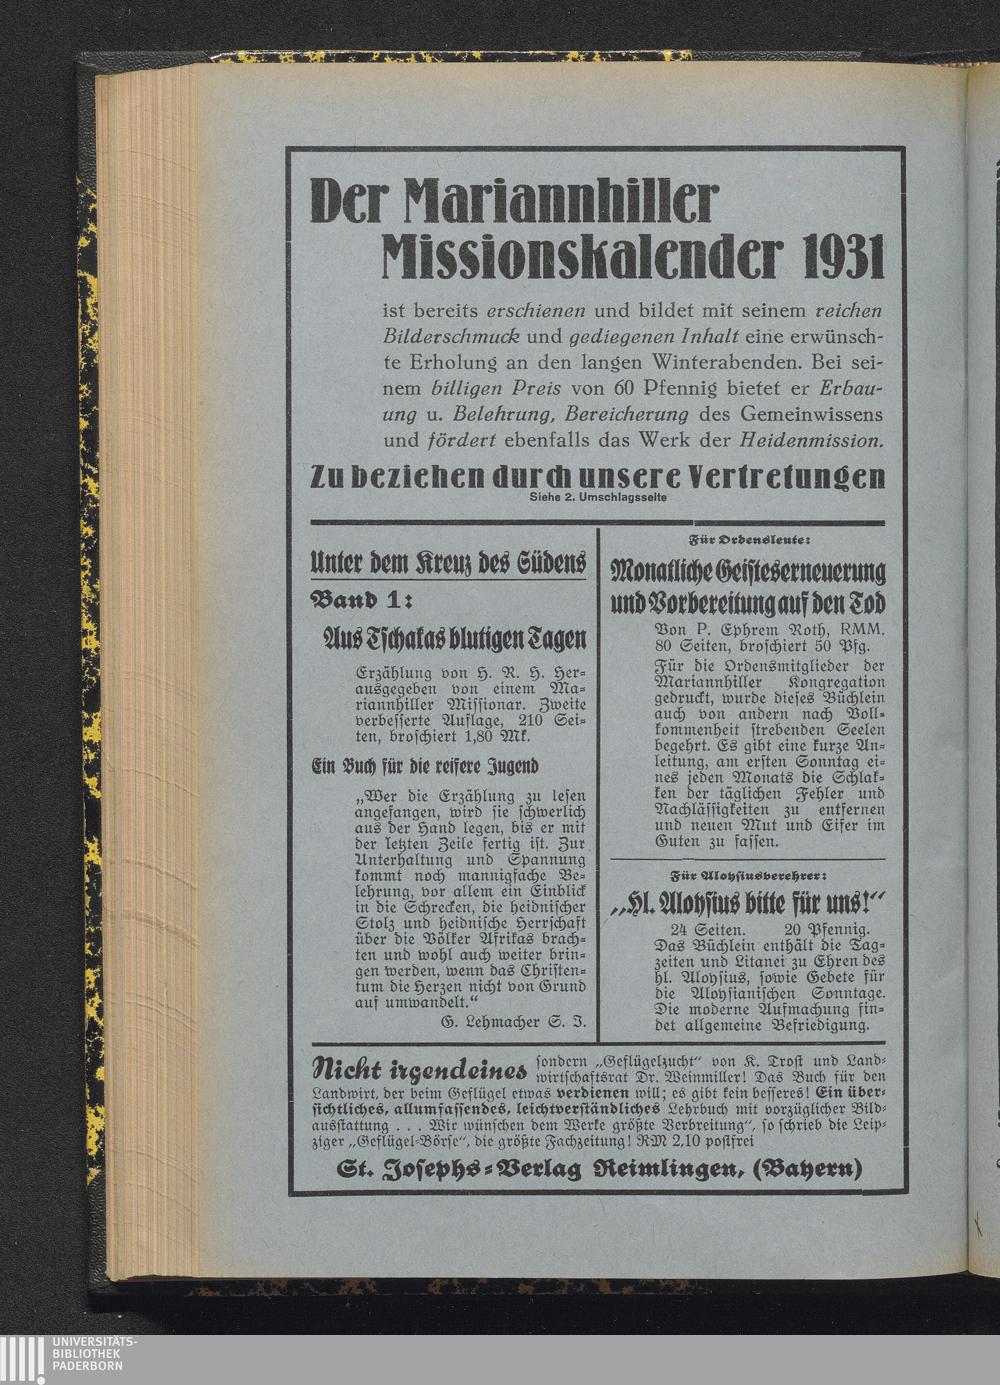 Der Mariannhiller
Missionskalender 1931
ist bereits erschienen und bildet mit seinem reichen
Bilderschmuck und gediegenen Inhalt eine erwünsch-
te Erholung an den langen Winterabenden. Bei sei-
nem billigen Preis von 60 Pfennig bietet er Erbau-
ung u. Belehrung, Bereicherung des Gemeinwissens
und fördert ebenfalls das Werk der Heidenmission.
Zu beziehen durch unsere Vertretungen
Siehe 2. Umschlagsseite
Unter dem Kreuz des Südens
Band 1:
Aus Tschakas blutigen Tagen
Erzählung von H. R. H. Her-
ausgegeben von einem Ma-
riannhiller Missionar. Zweite
verbesserte Auflage, 210 Sei-
ten, broschiert 1,80 Mk.
Ein Buch für die reifere Jugend
„Wer die Erzählung zu lesen
angefangen, wird sie schwerlich
aus der Hand legen, bis er mit
der letzten Zeile fertig ist. Zur
Unterhaltung und Spannung
kommt noch mannigfache Be-
lehrung, vor allem ein Einblick
in die Schrecken, die heidnischer
Stolz und heidnische Herrschaft
über die Völker Afrikas brach-
ten und wohl auch weiter brin-
gen werden, wenn das Christen-
tum die Herzen nicht von Grund
auf umwandelt.“
G. Lehmacher S. J.
Für Ordensleute:
Monatliche Geisteserneuerung
und Vorbereitung auf den Tod
Von P. Ephrem Roth, RMM.
80 Seiten, broschiert 50 Pfg.
Für die Ordensmitglieder der
Mariannhiller Kongregation
gedruckt, wurde dieses Büchlein
auch von andern nach Voll-
kommenheit strebenden Seelen
begehrt. Es gibt eine kurze An-
leitung, am ersten Sonntag ei-
nes jeden Monats die Schlak-
ken der täglichen Fehler und
Nachlässigkeiten zu entfernen
und neuen Mut und Eifer im
Guten zu fassen.
Für Aloysiusverehrer:
„Hl. Aloysius bitte für uns!“
24 Seiten. 20 Pfennig.
Das Büchlein enthält die Tag-
zeiten und Litanei zu Ehren des
hl. Aloysius, sowie Gebete für
die Aloysianischen Sonntage.
Die moderne Aufmachung fin-
det allgemeine Befriedigung.
Nicht irgendeines sondern „Geflügelzucht“ von K. Trost und Land-
wirtschaftsrat Dr. Weinmiller! Das Buch für den
Landwirt, der beim Geflügel etwas verdienen will; es gibt kein besseres! Ein über-
sichtliches, allumfassendes, leichtverständliches Lehrbuch mit vorzüglicher Bild-
ausstattung . . . Wir wünschen dem Werke größte Verbreitung“, so schrieb die Leip-
ziger „Geflügel-Börse“, die größte Fachzeitung! RM 2,10 postfrei
St. Josephs-Verlag Reimlingen, (Bayern)
UNIVERSITÄTS-
BIBLIOTHEK
PADERBORN